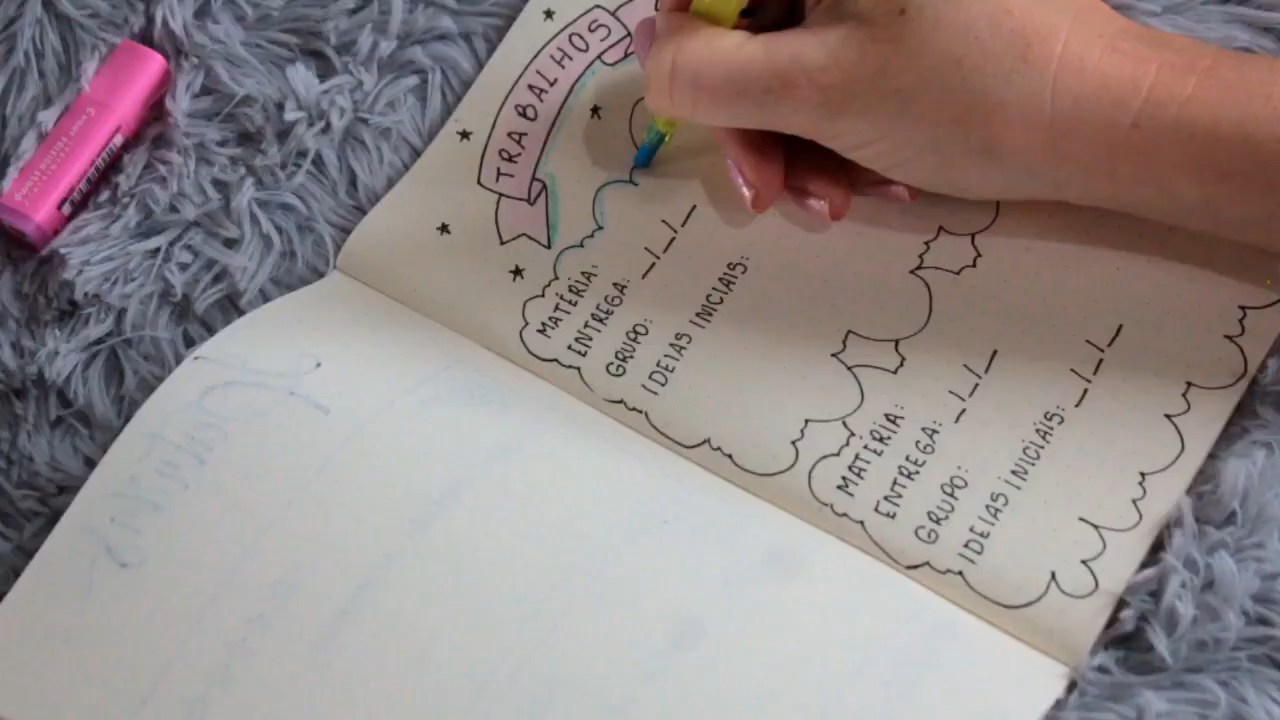 TRABALHOS
MATÉRIA:
ENTREGA: _/_/_
GRUPO:
IDEIAS INICIAIS:
MATÉRIA:
ENTREGA: _/_/_
GRUPO:
IDEIAS INICIAIS: _/_/_